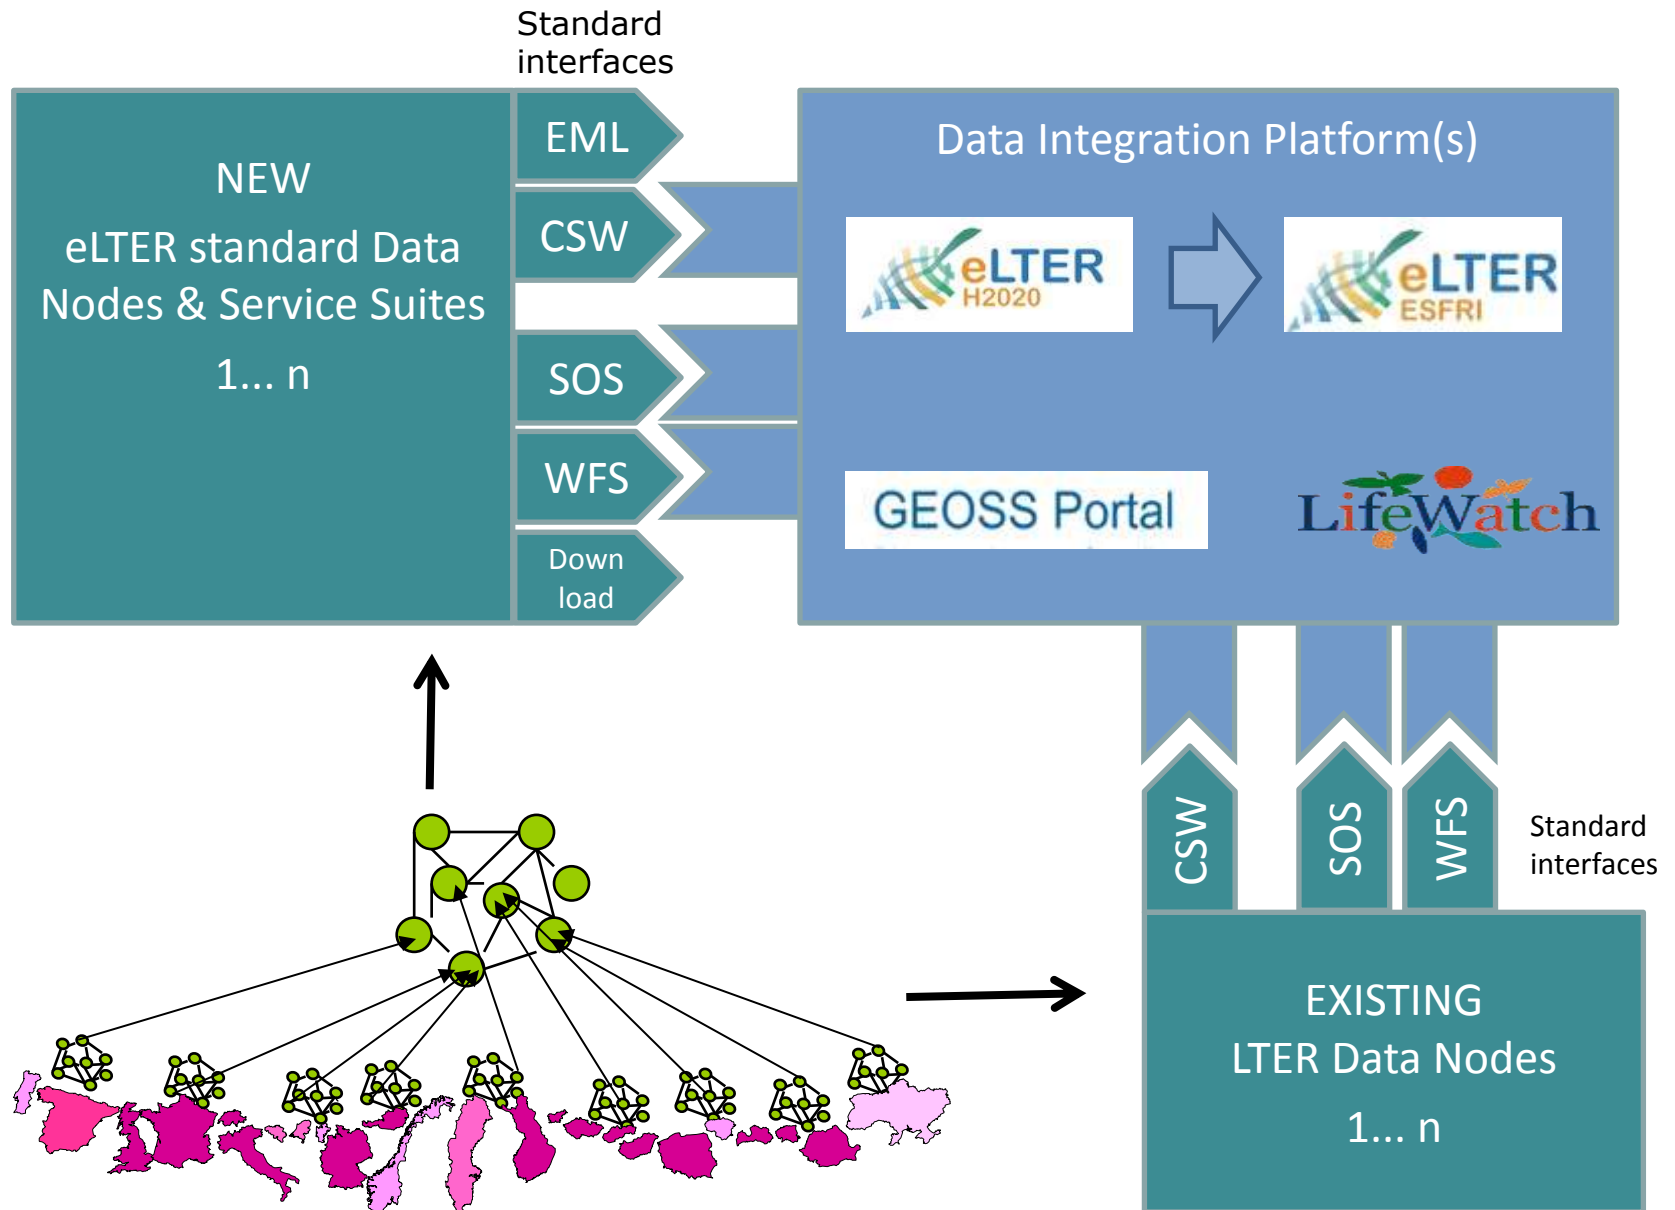 Standard
interfaces
NEW
eLTER standard Data
Nodes & Service Suites
1... n
EML
CSW
SOS
WFS
Down
load
Data Integration Platform(s)
eLTER
H2020
eLTER
ESFRI
GEOSS Portal
LifeWatch
CSW
SOS
WFS
Standard
interfaces
EXISTING
LTER Data Nodes
1... n